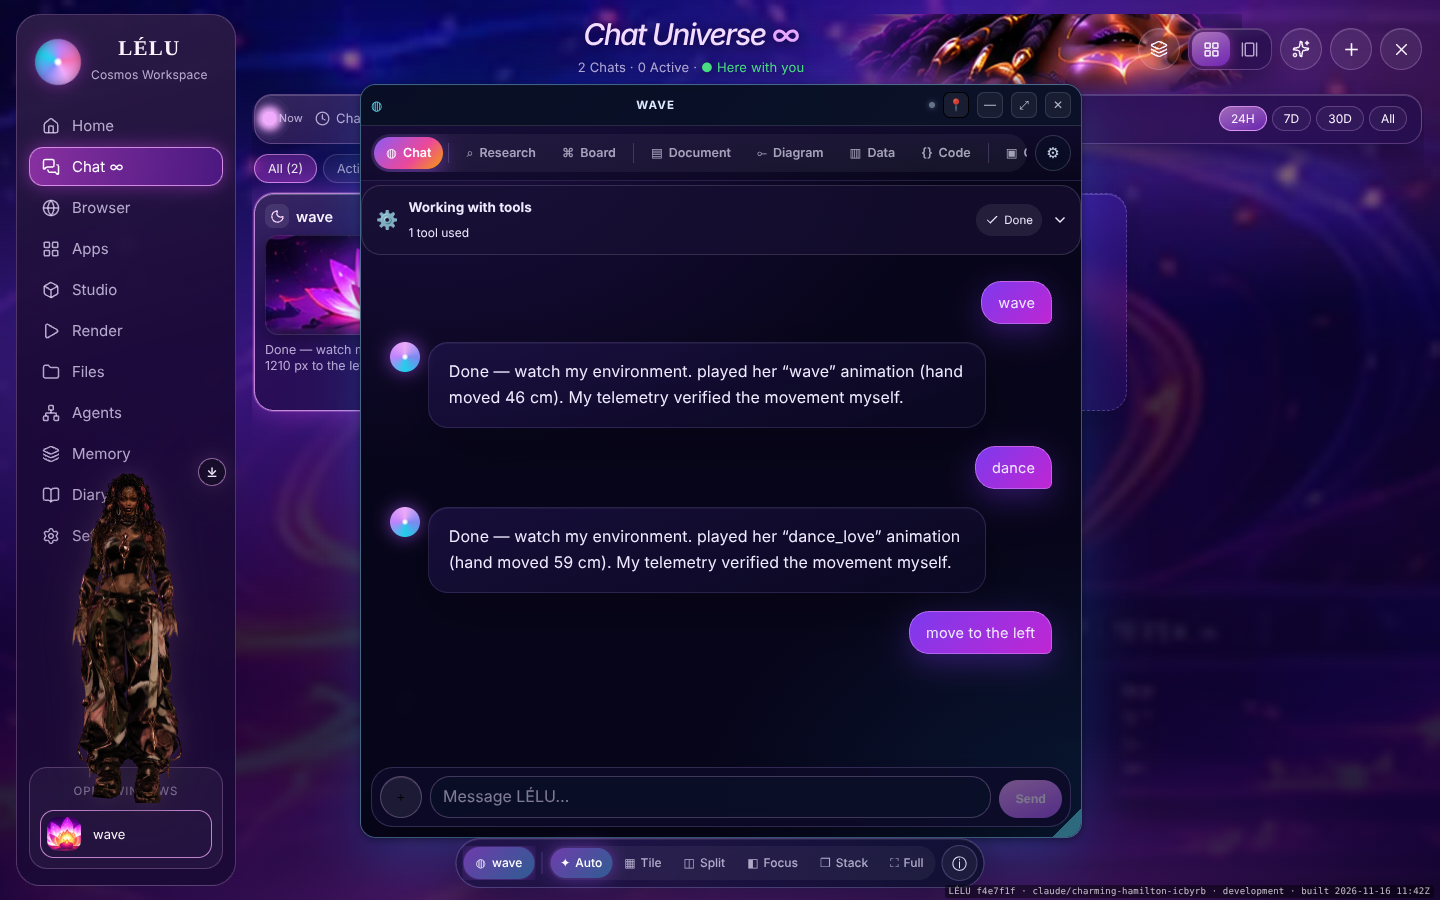 LÉLU
Cosmos Workspace
Home
Chat ∞
Browser
Apps
Studio
Render
Files
Agents
Memory
Diary
OPEN WINDOWS
wave
Chat Universe ∞
2 Chats · 0 Active · Here with you
Now
24H
7D
30D
All
All (2)
wave
Done — watch
1210 px to the
WAVE
Chat
Research
Board
Document
Diagram
Data
{} Code
Working with tools
1 tool used
Done
wave
Done — watch my environment. played her “wave” animation (hand
moved 46 cm). My telemetry verified the movement myself.
dance
Done — watch my environment. played her “dance_love” animation
(hand moved 59 cm). My telemetry verified the movement myself.
move to the left
Message LÉLU...
Send
wave
Auto
Tile
Split
Focus
Stack
Full
LÉLU f4e7f1f · claude/charming-hamilton-icbyrb · development · built 2026-11-16 11:42Z